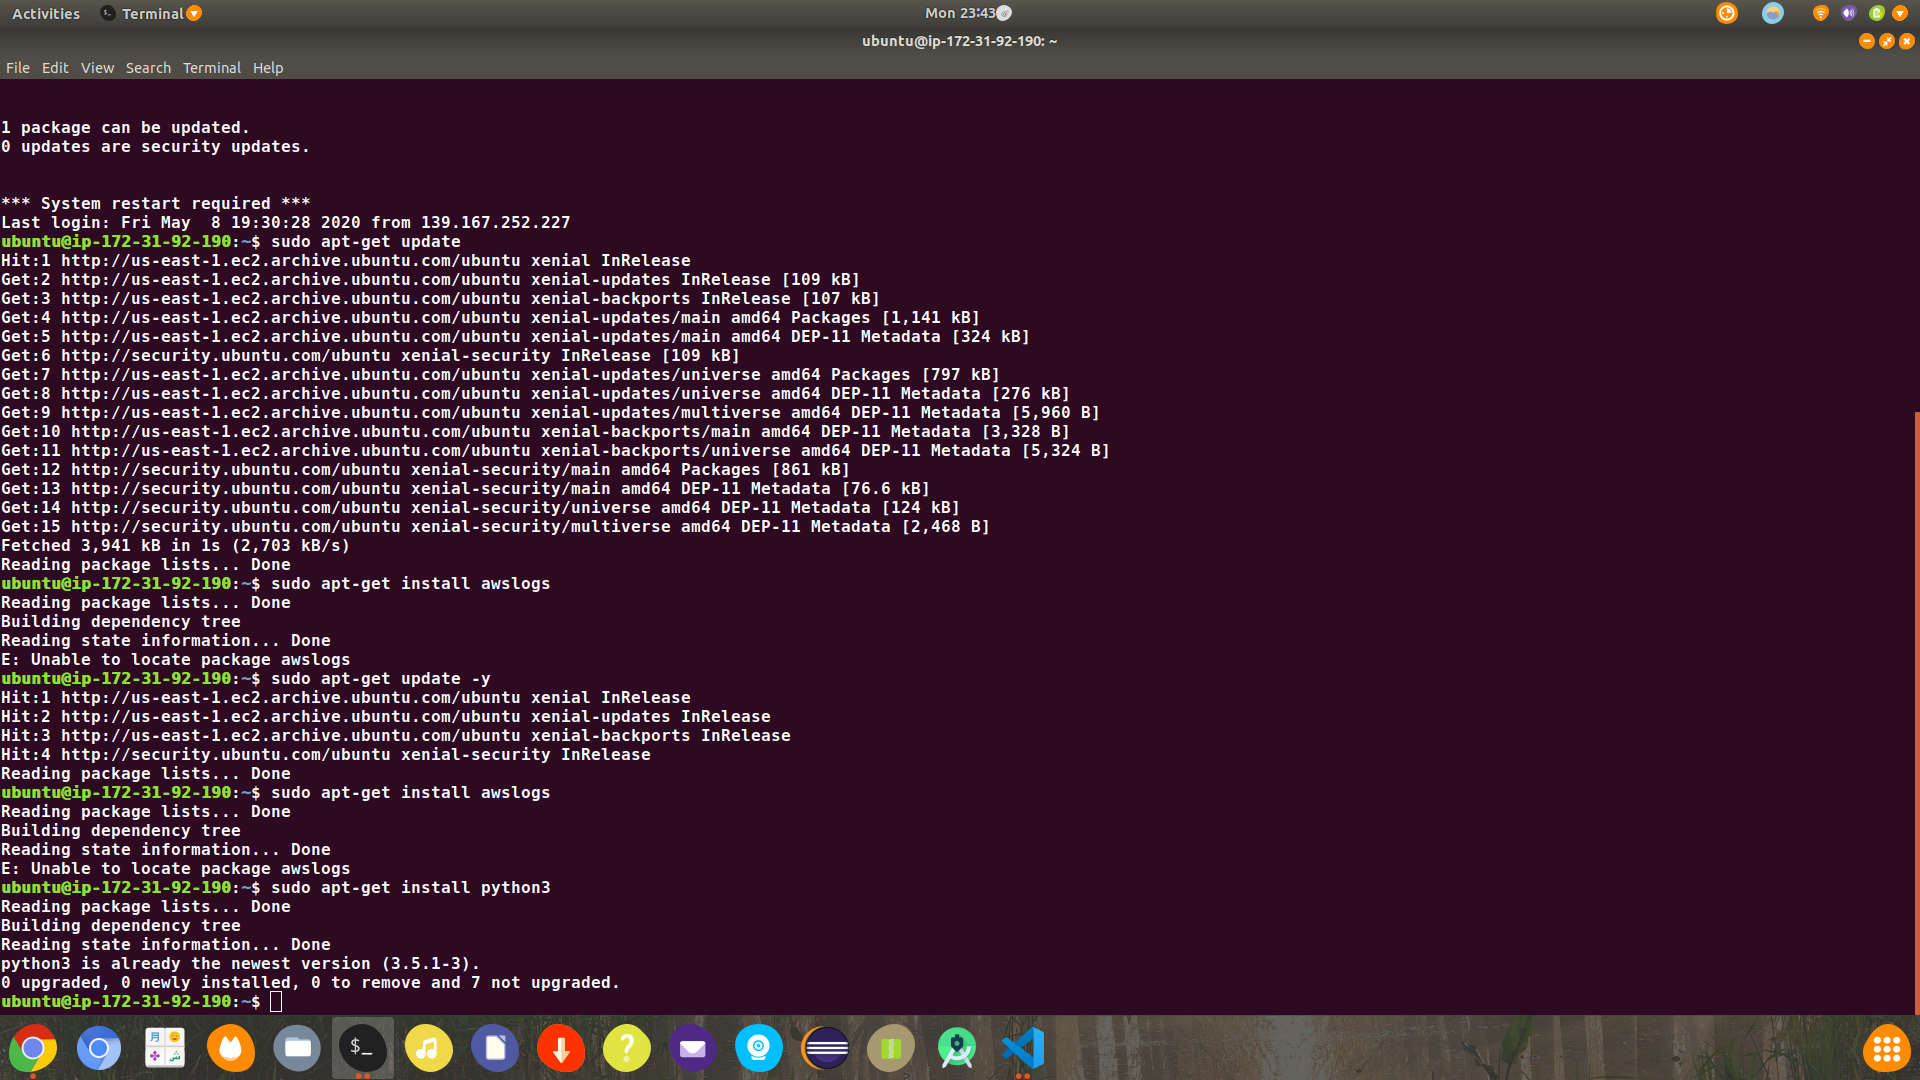 Activities Terminal Mon 23:43
ubuntu@ip-172-31-92-190: ~
File Edit View Search Terminal Help
1 package can be updated.
0 updates are security updates.
*** System restart required ***
Last login: Fri May  8 19:30:28 2020 from 139.167.252.227
ubuntu@ip-172-31-92-190:~$ sudo apt-get update
Hit:1 http://us-east-1.ec2.archive.ubuntu.com/ubuntu xenial InRelease
Get:2 http://us-east-1.ec2.archive.ubuntu.com/ubuntu xenial-updates InRelease [109 kB]
Get:3 http://us-east-1.ec2.archive.ubuntu.com/ubuntu xenial-backports InRelease [107 kB]
Get:4 http://us-east-1.ec2.archive.ubuntu.com/ubuntu xenial-updates/main amd64 Packages [1,141 kB]
Get:5 http://us-east-1.ec2.archive.ubuntu.com/ubuntu xenial-updates/main amd64 DEP-11 Metadata [324 kB]
Get:6 http://security.ubuntu.com/ubuntu xenial-security InRelease [109 kB]
Get:7 http://us-east-1.ec2.archive.ubuntu.com/ubuntu xenial-updates/universe amd64 Packages [797 kB]
Get:8 http://us-east-1.ec2.archive.ubuntu.com/ubuntu xenial-updates/universe amd64 DEP-11 Metadata [276 kB]
Get:9 http://us-east-1.ec2.archive.ubuntu.com/ubuntu xenial-updates/multiverse amd64 DEP-11 Metadata [5,960 B]
Get:10 http://us-east-1.ec2.archive.ubuntu.com/ubuntu xenial-backports/main amd64 DEP-11 Metadata [3,328 B]
Get:11 http://us-east-1.ec2.archive.ubuntu.com/ubuntu xenial-backports/universe amd64 DEP-11 Metadata [5,324 B]
Get:12 http://security.ubuntu.com/ubuntu xenial-security/main amd64 Packages [861 kB]
Get:13 http://security.ubuntu.com/ubuntu xenial-security/main amd64 DEP-11 Metadata [76.6 kB]
Get:14 http://security.ubuntu.com/ubuntu xenial-security/universe amd64 DEP-11 Metadata [124 kB]
Get:15 http://security.ubuntu.com/ubuntu xenial-security/multiverse amd64 DEP-11 Metadata [2,468 B]
Fetched 3,941 kB in 1s (2,703 kB/s)
Reading package lists... Done
ubuntu@ip-172-31-92-190:~$ sudo apt-get install awslogs
Reading package lists... Done
Building dependency tree
Reading state information... Done
E: Unable to locate package awslogs
ubuntu@ip-172-31-92-190:~$ sudo apt-get update -y
Hit:1 http://us-east-1.ec2.archive.ubuntu.com/ubuntu xenial InRelease
Hit:2 http://us-east-1.ec2.archive.ubuntu.com/ubuntu xenial-updates InRelease
Hit:3 http://us-east-1.ec2.archive.ubuntu.com/ubuntu xenial-backports InRelease
Hit:4 http://security.ubuntu.com/ubuntu xenial-security InRelease
Reading package lists... Done
ubuntu@ip-172-31-92-190:~$ sudo apt-get install awslogs
Reading package lists... Done
Building dependency tree
Reading state information... Done
E: Unable to locate package awslogs
ubuntu@ip-172-31-92-190:~$ sudo apt-get install python3
Reading package lists... Done
Building dependency tree
Reading state information... Done
python3 is already the newest version (3.5.1-3).
0 upgraded, 0 newly installed, 0 to remove and 7 not upgraded.
ubuntu@ip-172-31-92-190:~$